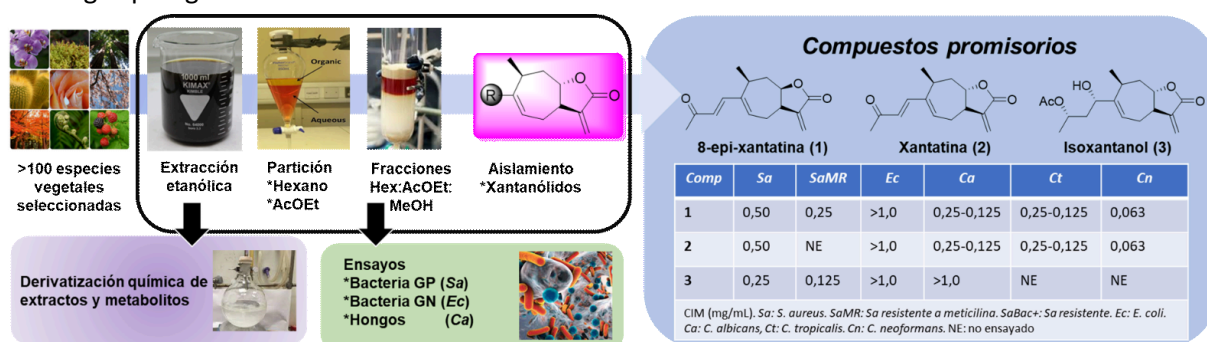 1000 ml
KIMAX
Organic
Aqueous
R
O
O
>100 especies
vegetales
seleccionadas
Extracción
etanólica
Partición
*Hexano
*AcOEt
Fracciones
Hex:AcOEt:
MeOH
Aislamiento
*Xantanólidos
Derivatización química de
extractos y metabolitos
Ensayos
*Bacteria GP (Sa)
*Bacteria GN (Ec)
*Hongos (Ca)
Compuestos promisorios
O O O
O O O
HO AcO O O
8-epi-xantatina (1) Xantatina (2) Isoxantanol (3)
Comp Sa SaMR Ec Ca Ct Cn
1 0,50 0,25 >1,0 0,25-0,125 0,25-0,125 0,063
2 0,50 NE >1,0 0,25-0,125 0,25-0,125 0,063
3 0,25 0,125 >1,0 >1,0 NE NE
CIM (mg/mL). Sa: S. aureus. SaMR: Sa resistente a meticilina. SaBac+: Sa resistente. Ec: E. coli.
Ca: C. albicans, Ct: C. tropicalis. Cn: C. neoformans. NE: no ensayado